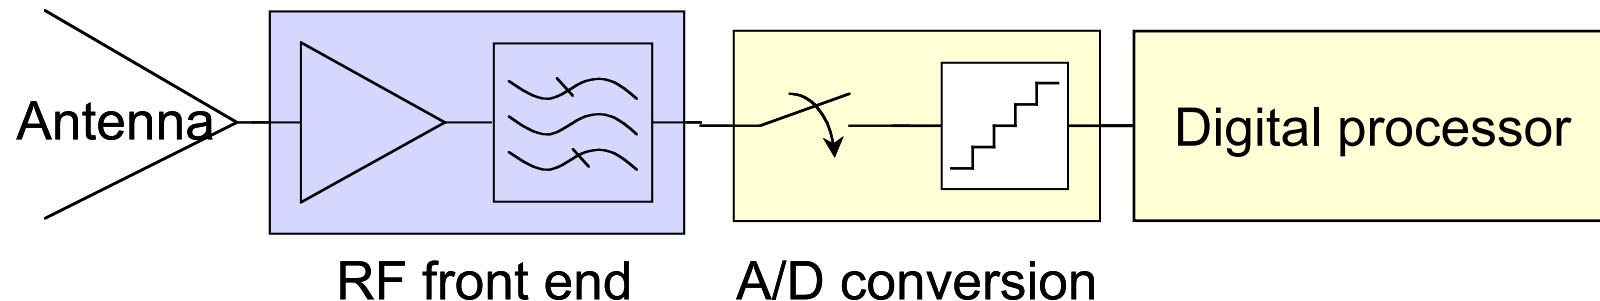 Antenna
Digital processor
RF front end
A/D conversion